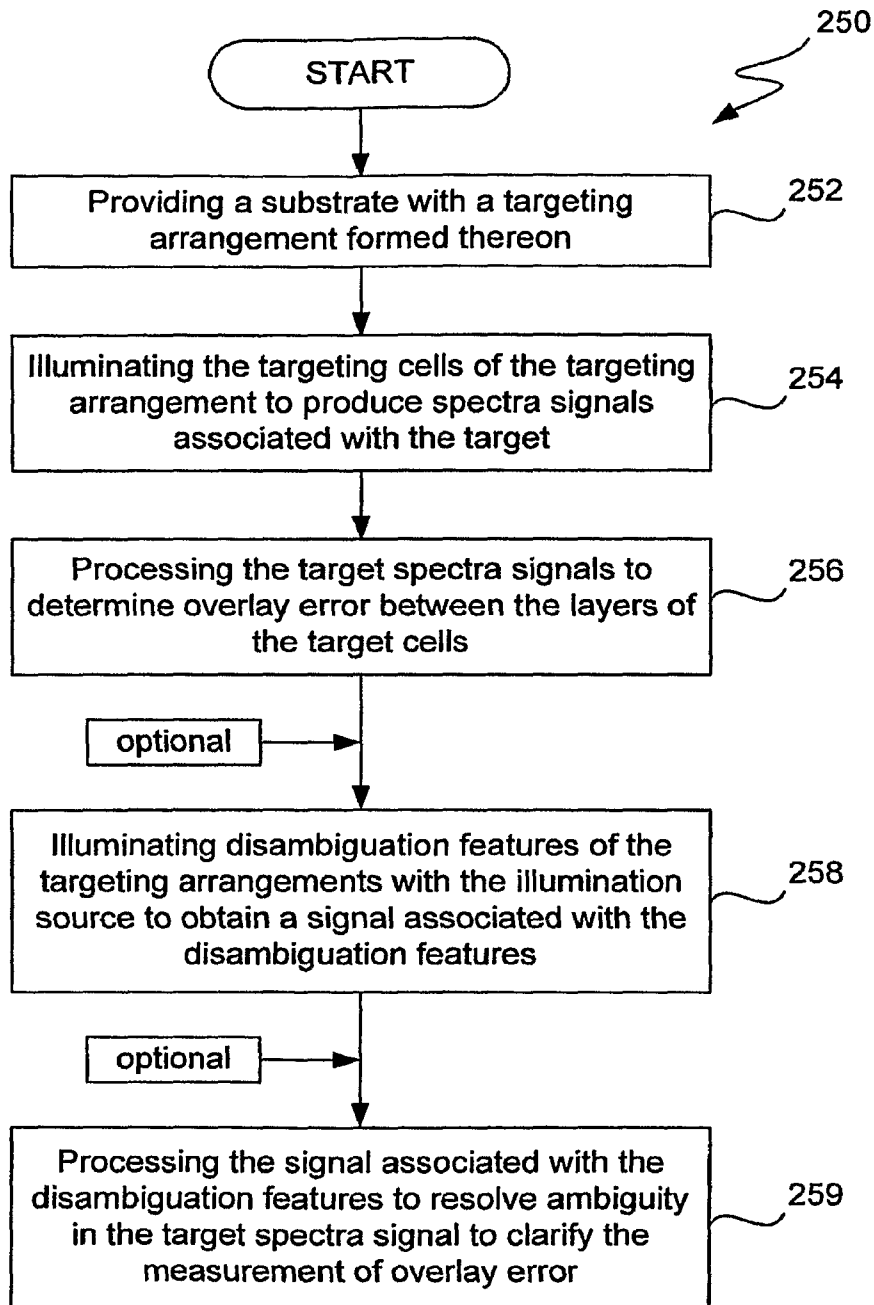 250
START
Providing a substrate with a targeting
arrangement formed thereon
252
Illuminating the targeting cells of the targeting
arrangement to produce spectra signals
associated with the target
254
Processing the target spectra signals to
determine overlay error between the layers of
the target cells
256
optional
Illuminating disambiguation features of the
targeting arrangements with the illumination
source to obtain a signal associated with the
disambiguation features
258
optional
Processing the signal associated with the
disambiguation features to resolve ambiguity
in the target spectra signal to clarify the
measurement of overlay error
259